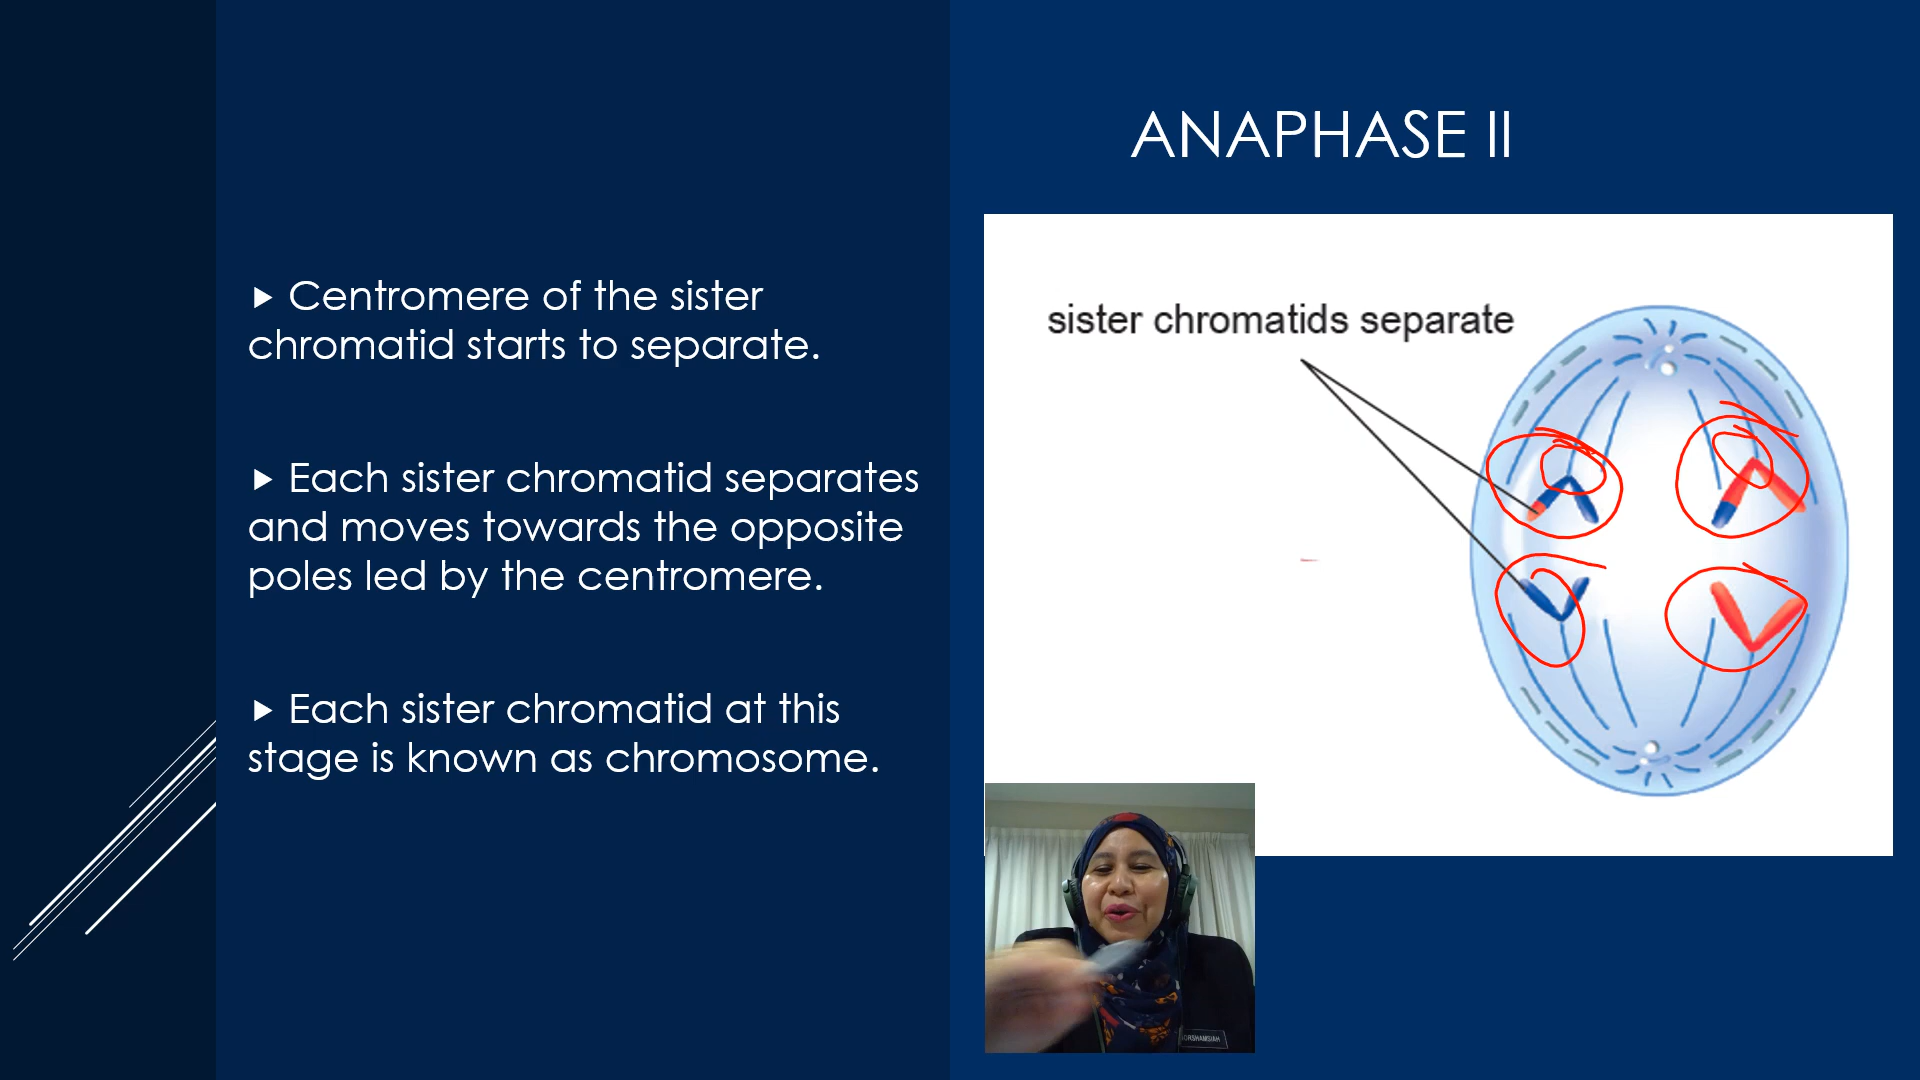 ANAPHASE II
▶ Centromere of the sister
chromatid starts to separate.
▶ Each sister chromatid separates
and moves towards the opposite
poles led by the centromere.
▶ Each sister chromatid at this
stage is known as chromosome.
sister chromatids separate